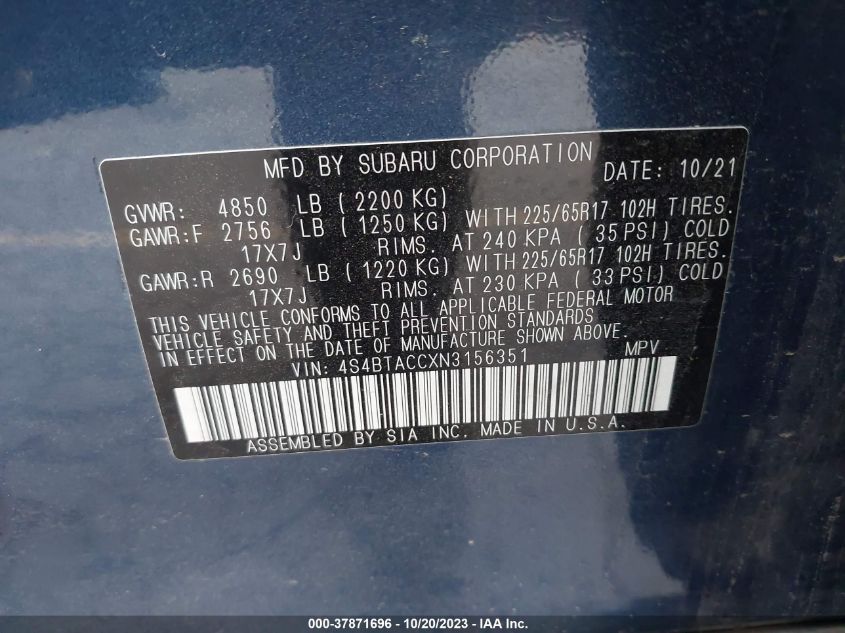 MFD BY SUBARU CORPORATION DATE: 10/21
GVWR: 4850 LB ( 2200 KG)
GAWR:F 2756 LB ( 1250 KG) WITH 225/65R17 102H TIRES.
17X7J RIMS. AT 240 KPA ( 35 PSI) COLD
GAWR:R 2690 LB ( 1220 KG) WITH 225/65R17 102H TIRES.
17X7J RIMS. AT 230 KPA ( 33 PSI) COLD
THIS VEHICLE CONFORMS TO ALL APPLICABLE FEDERAL MOTOR
VEHICLE SAFETY AND THEFT PREVENTION STANDARDS
IN EFFECT ON THE DATE OF MANUFACTURE SHOWN ABOVE.
VIN: 4S4BTACCXN3156351 MPV
ASSEMBLED BY SIA INC. MADE IN U.S.A.
000-37871696 - 10/20/2023 - IAA Inc.